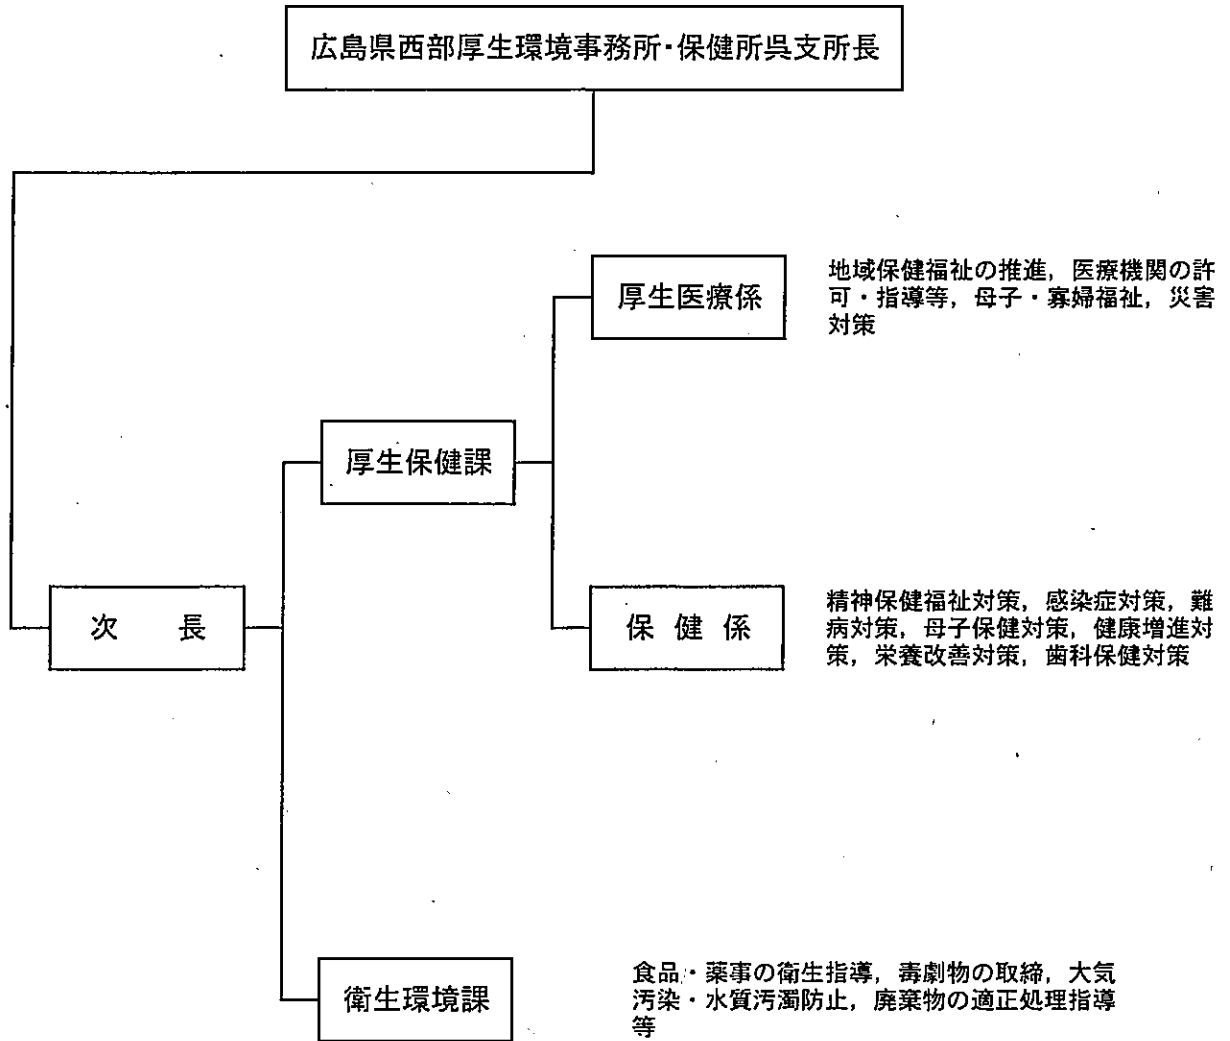 広島県西部厚生環境事務所・保健所呉支所長
厚生医療係
地域保健福祉の推進，医療機関の許
可・指導等，母子・寡婦福祉，災害
対策
厚生保健課
次　長
保健係
精神保健福祉対策，感染症対策，難
病対策，母子保健対策，健康増進対
策，栄養改善対策，歯科保健対策
衛生環境課
食品・薬事の衛生指導，毒劇物の取締，大気
汚染・水質汚濁防止，廃棄物の適正処理指導
等